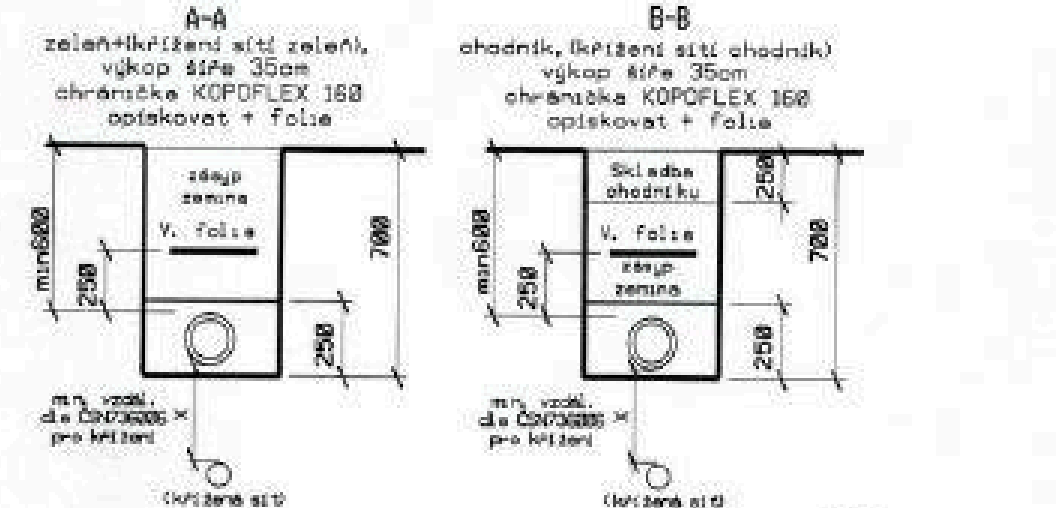 A-A
zeleň+(křížení sítí zeleň),
výkop šíře 35cm
chránička KOPOFLEX 160
opískovat + folie
zásyp
zemina
V. folie
min600
250
700
250
min. vzdál.
dle ČSN736006 ×
pro křížení
(křížená síť)
B-B
chodník, (křížení sítí chodník)
výkop šíře 35cm
chránička KOPOFLEX 160
opískovat + folie
Skladba
chodníku
250
V. folie
zásyp
zemina
min600
250
700
250
min. vzdál.
dle ČSN736006 ×
pro křížení
(křížená síť)